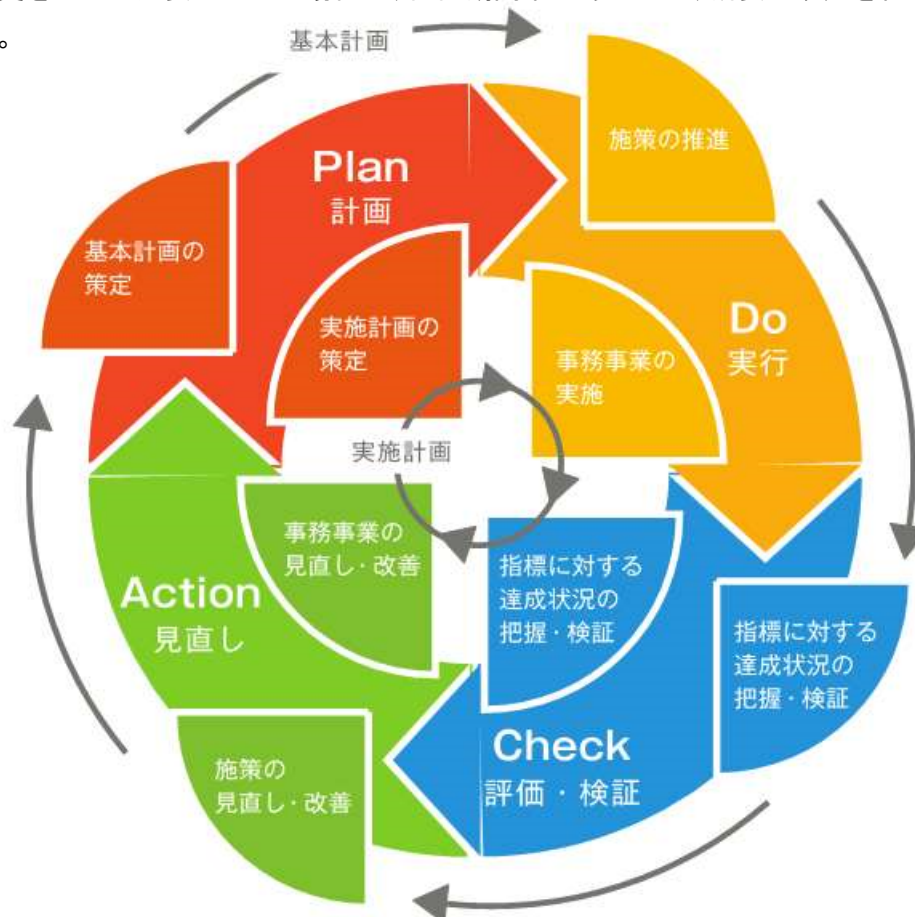 。
基本計画
Plan
計画
施策の推進
基本計画の
策定
実施計画の
策定
Do
実行
事務事業の
実施
実施計画
事務事業の
見直し・改善
指標に対する
達成状況の
把握・検証
Action
見直し
指標に対する
達成状況の
把握・検証
Check
評価・検証
施策の
見直し・改善